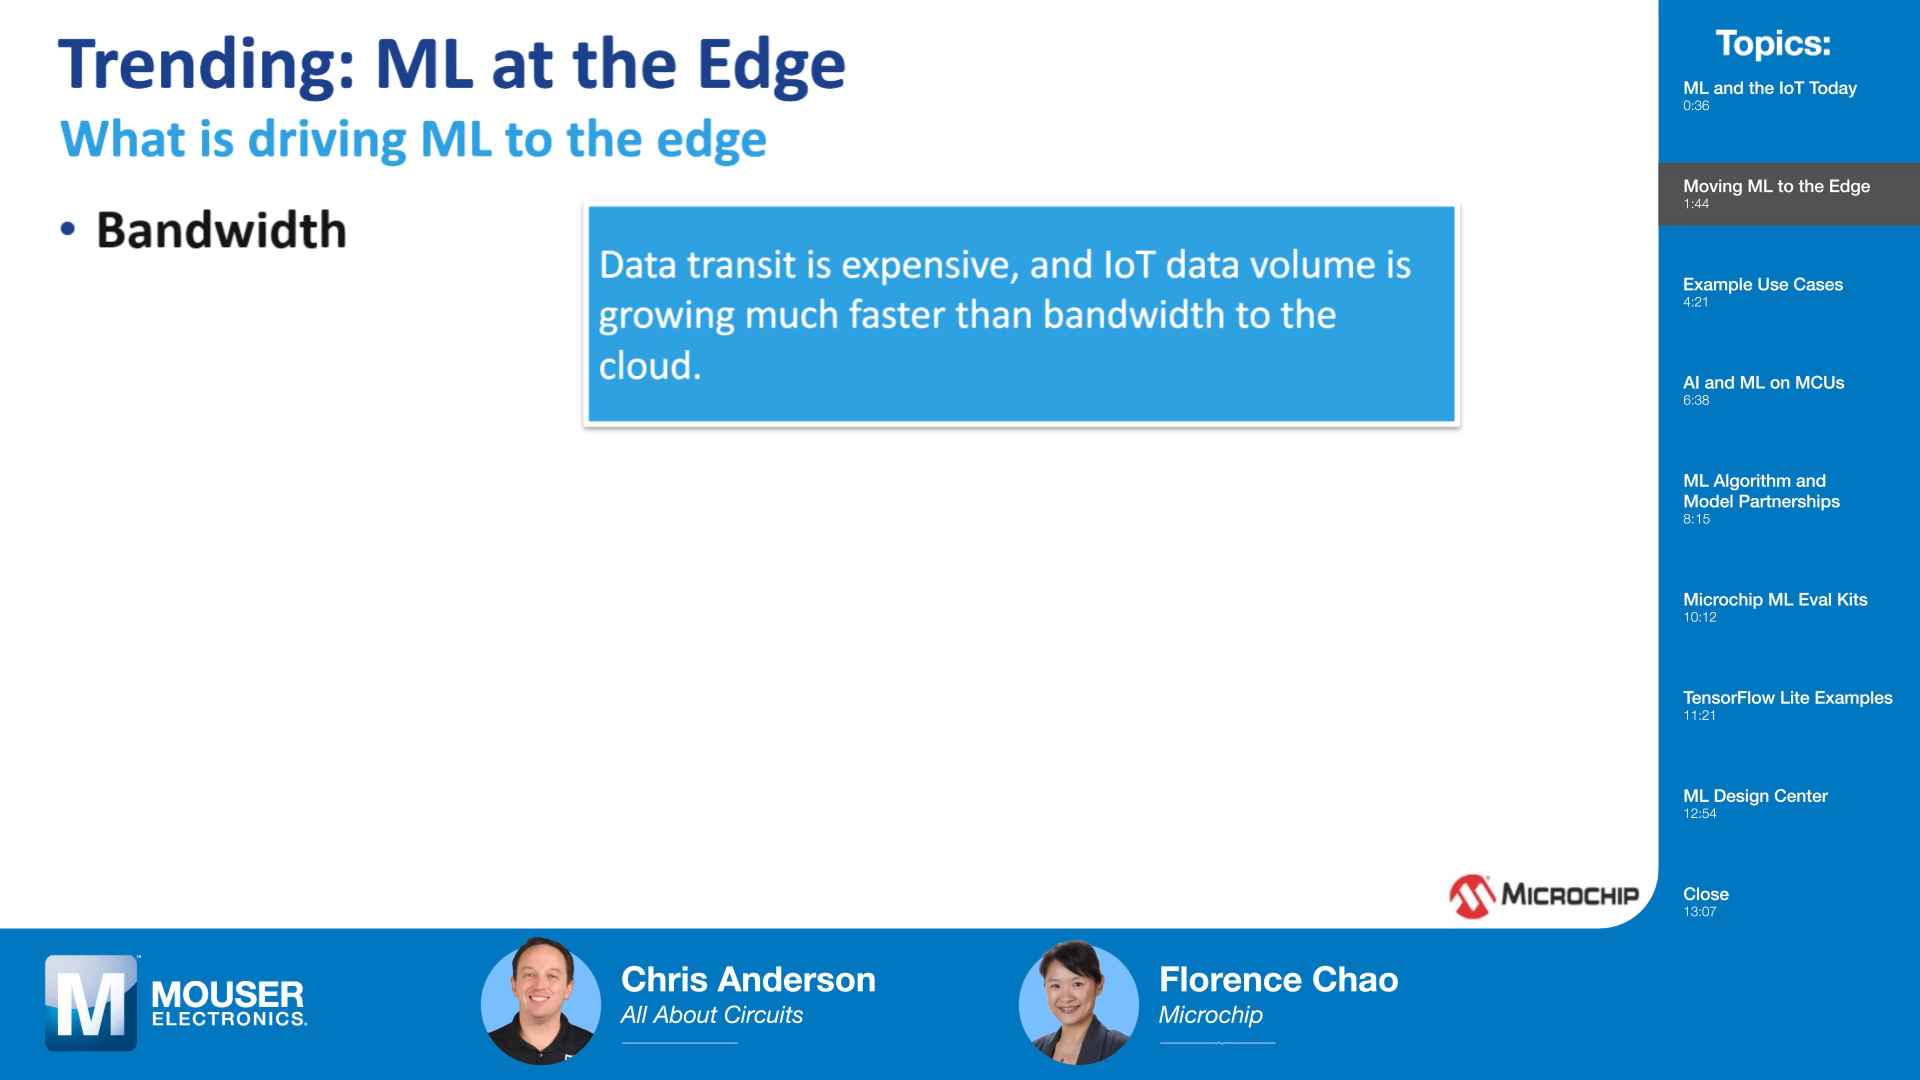 Trending: ML at the Edge
What is driving ML to the edge
• Bandwidth
Data transit is expensive, and IoT data volume is
growing much faster than bandwidth to the
cloud.
MICROCHIP
Topics:
ML and the IoT Today
0:36
Moving ML to the Edge
1:44
Example Use Cases
4:21
AI and ML on MCUs
6:38
ML Algorithm and
Model Partnerships
8:15
Microchip ML Eval Kits
10:12
TensorFlow Lite Examples
11:21
ML Design Center
12:54
Close
13:07
M™
MOUSER
ELECTRONICS.
Chris Anderson
All About Circuits
Florence Chao
Microchip